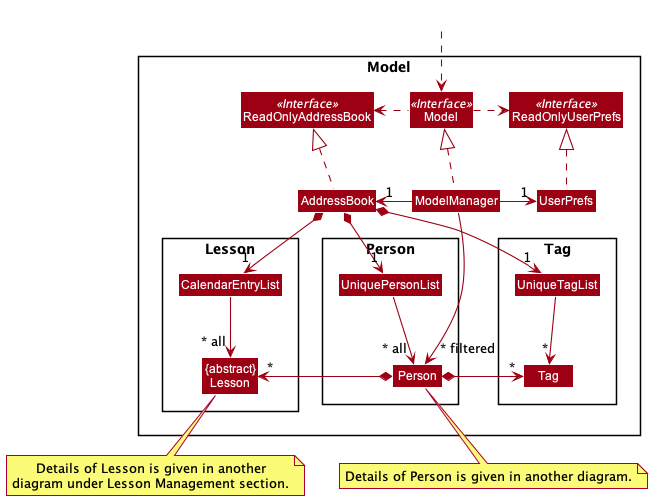 Model
«Interface»
ReadOnlyAddressBook
«Interface»
Model
«Interface»
ReadOnlyUserPrefs
AddressBook
1
ModelManager
1
UserPrefs
Lesson
Person
Tag
1
1
1
CalendarEntryList
UniquePersonList
UniqueTagList
* all
* all
* filtered
*
{abstract}
Lesson
*
Person
*
Tag
Details of Lesson is given in another
diagram under Lesson Management section.
Details of Person is given in another diagram.